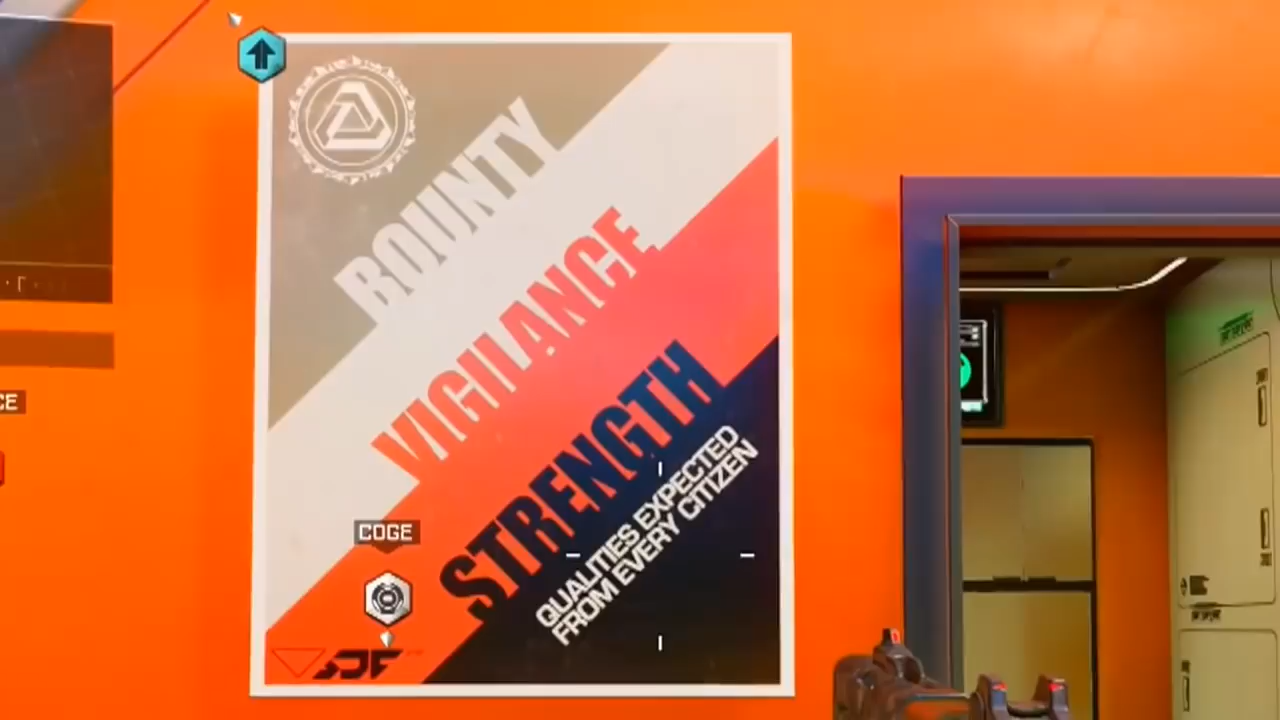 BOUNTY
VIGILANCE
STRENGTH
QUALITIES EXPECTED
FROM EVERY CITIZEN
COGE
SDF
CE